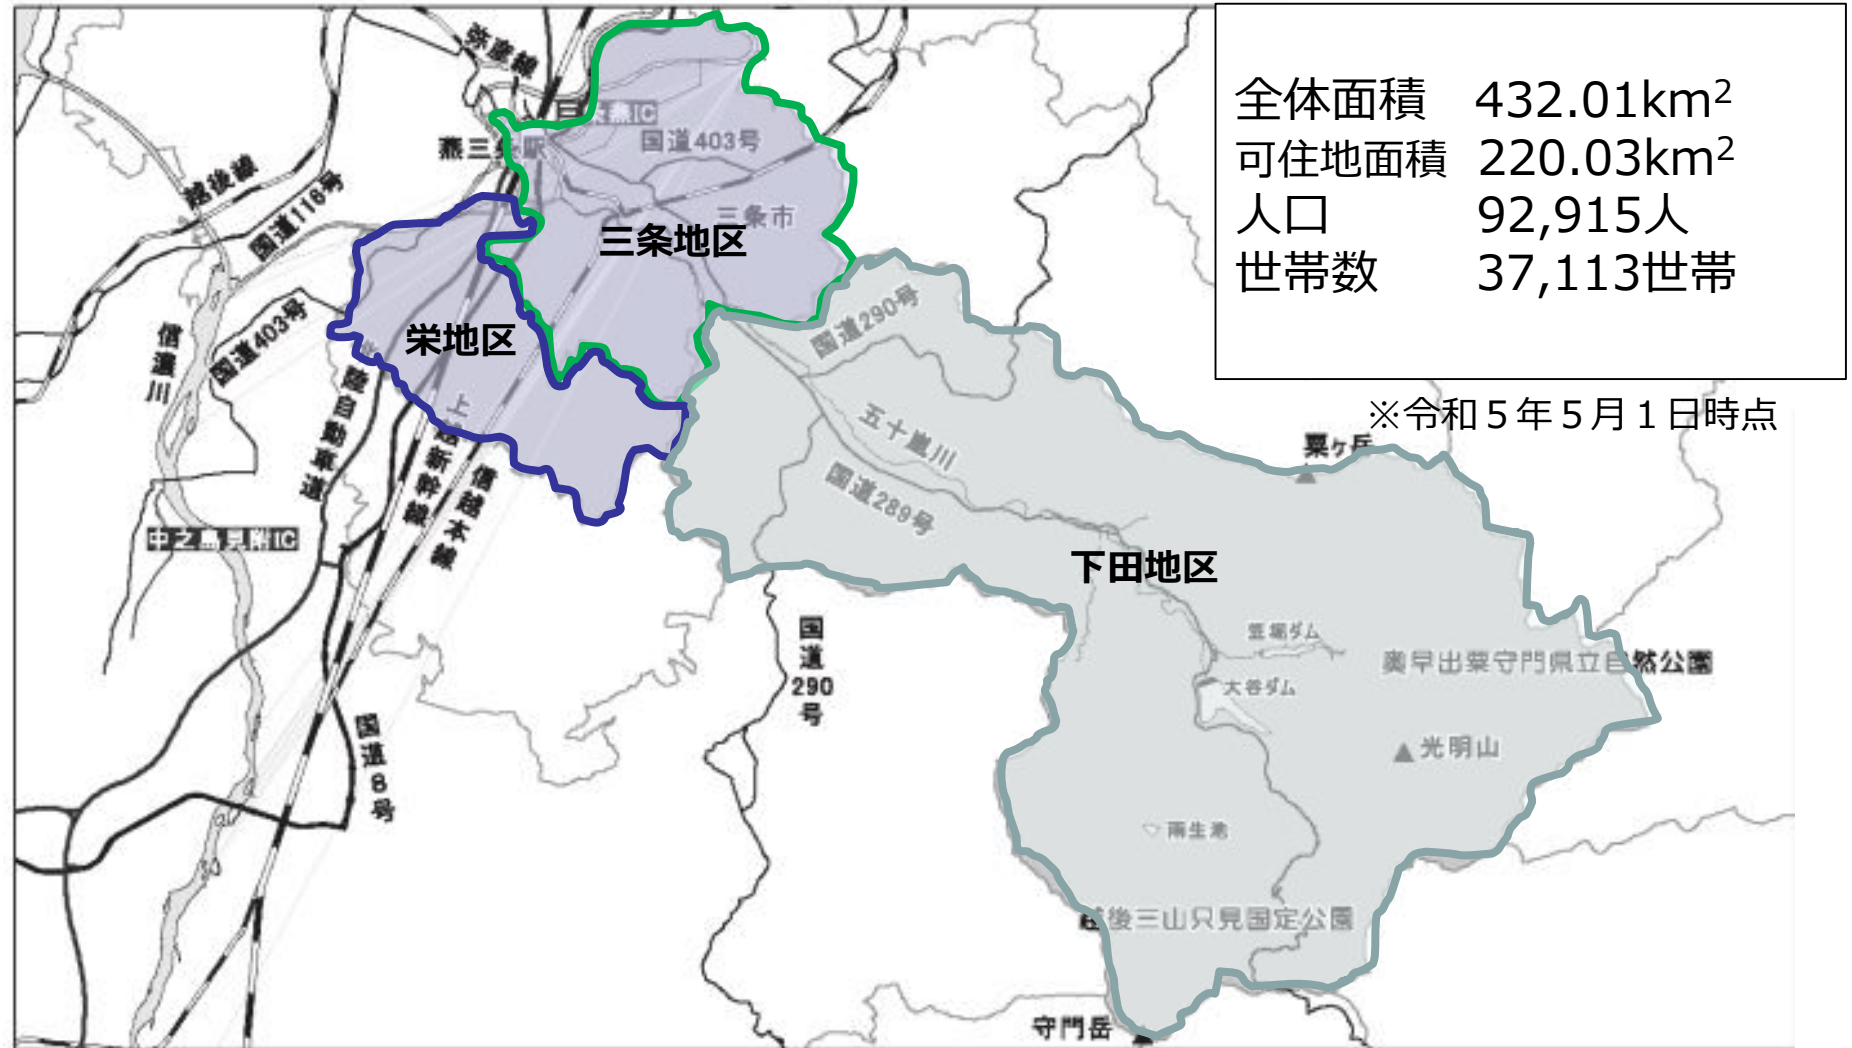 全体面積 432.01km²
可住地面積 220.03km²
人口 92,915人
世帯数 37,113世帯
※令和５年５月１日時点
弥彦線
三条燕IC
燕三条駅
国道403号
越後線
国道116号
三条市
三条地区
栄地区
国道403号
信濃川
北陸自動車道
上越新幹線
信越本線
中之島見附IC
国道290号
五十嵐川
国道289号
粟ヶ岳
下田地区
笠堀ダム
大谷ダム
奥早出粟守門県立自然公園
国道290号
国道8号
光明山
雨生池
越後三山只見国定公園
守門岳